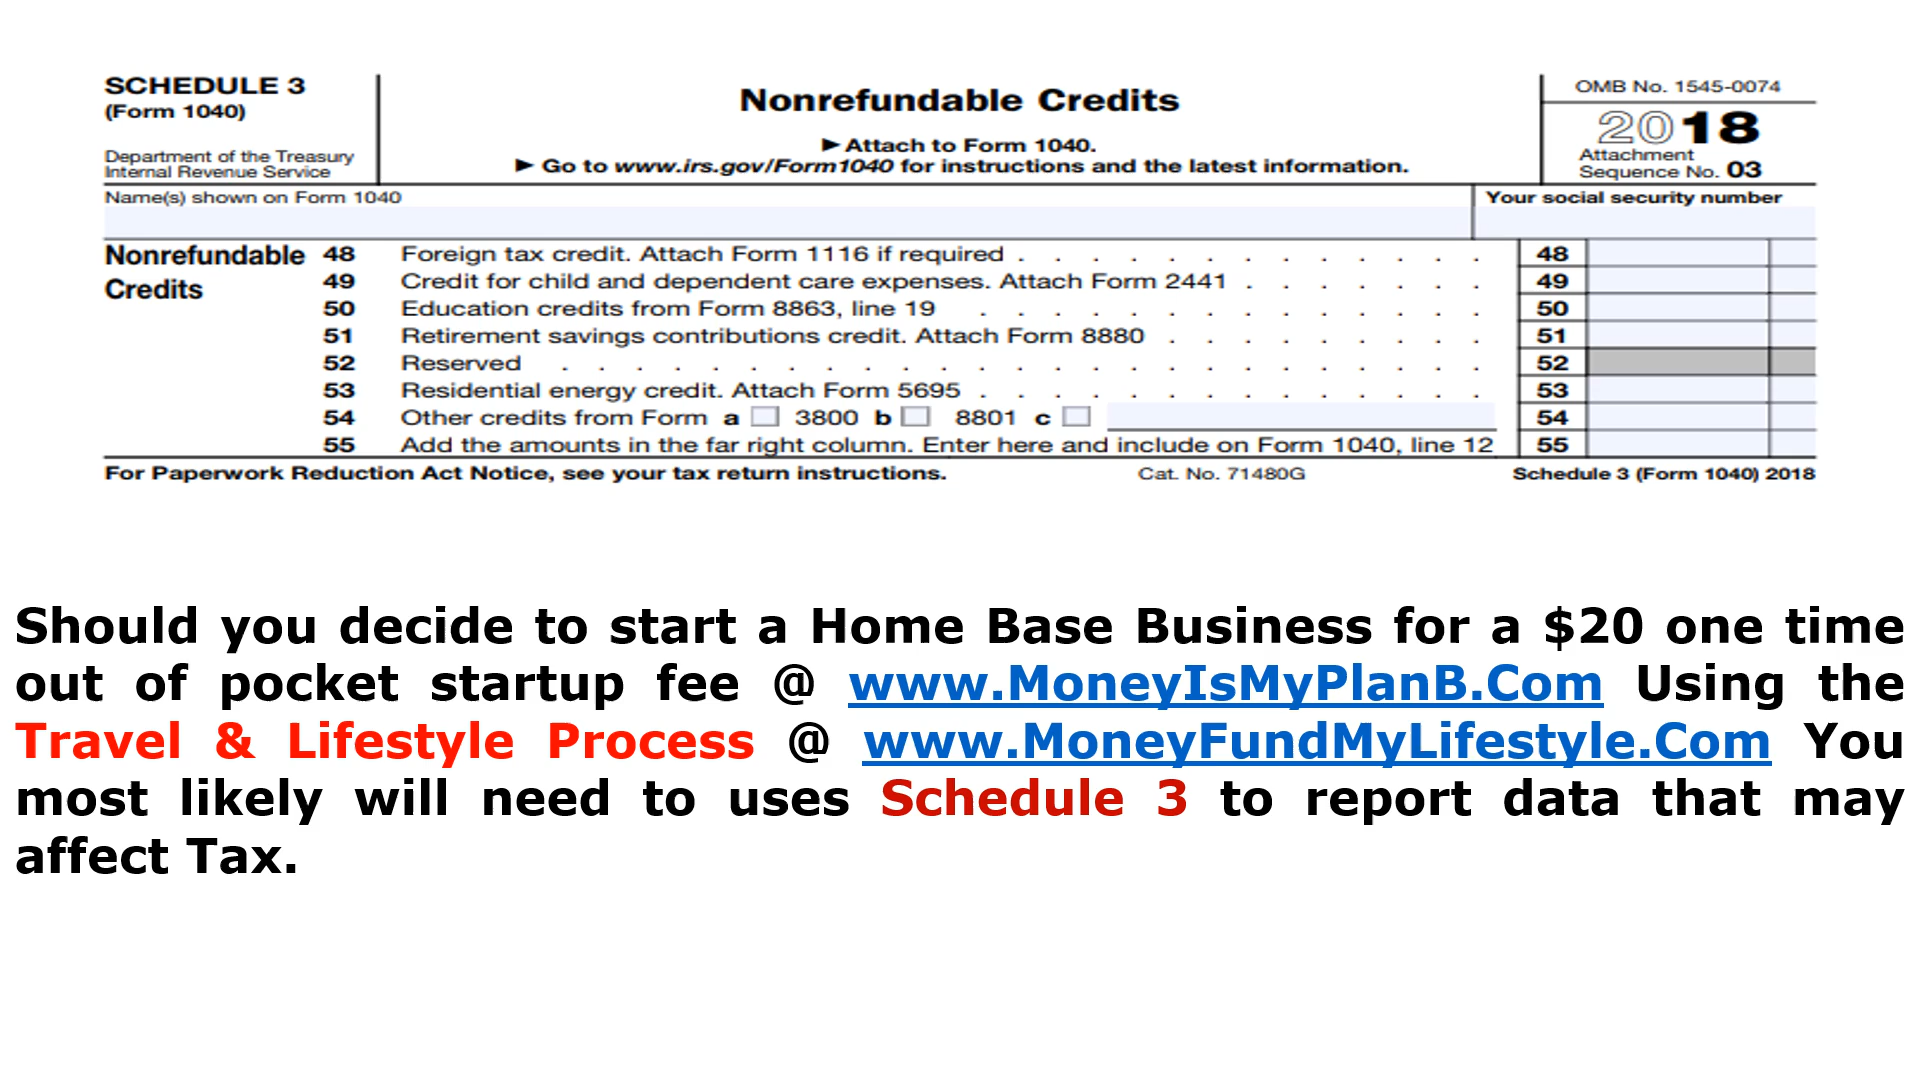 SCHEDULE 3
(Form 1040)
Department of the Treasury
Internal Revenue Service
Nonrefundable Credits
▶ Attach to Form 1040.
▶ Go to www.irs.gov/Form1040 for instructions and the latest information.
OMB No. 1545-0074
2018
Attachment
Sequence No. 03
Name(s) shown on Form 1040
Your social security number
Nonrefundable
Credits
48 Foreign tax credit. Attach Form 1116 if required . . . . . . . . . . . . . 48
49 Credit for child and dependent care expenses. Attach Form 2441 . . . . . . . 49
50 Education credits from Form 8863, line 19 . . . . . . . . . . . . . . 50
51 Retirement savings contributions credit. Attach Form 8880 . . . . . . . . . 51
52 Reserved . . . . . . . . . . . . . . . . . . . . . . . . . 52
53 Residential energy credit. Attach Form 5695 . . . . . . . . . . . . . . 53
54 Other credits from Form a 3800 b 8801 c 54
55 Add the amounts in the far right column. Enter here and include on Form 1040, line 12 55
For Paperwork Reduction Act Notice, see your tax return instructions. Cat. No. 71480G Schedule 3 (Form 1040) 2018
Should you decide to start a Home Base Business for a $20 one time
out of pocket startup fee @ www.MoneyIsMyPlanB.Com Using the
Travel & Lifestyle Process @ www.MoneyFundMyLifestyle.Com You
most likely will need to uses Schedule 3 to report data that may
affect Tax.